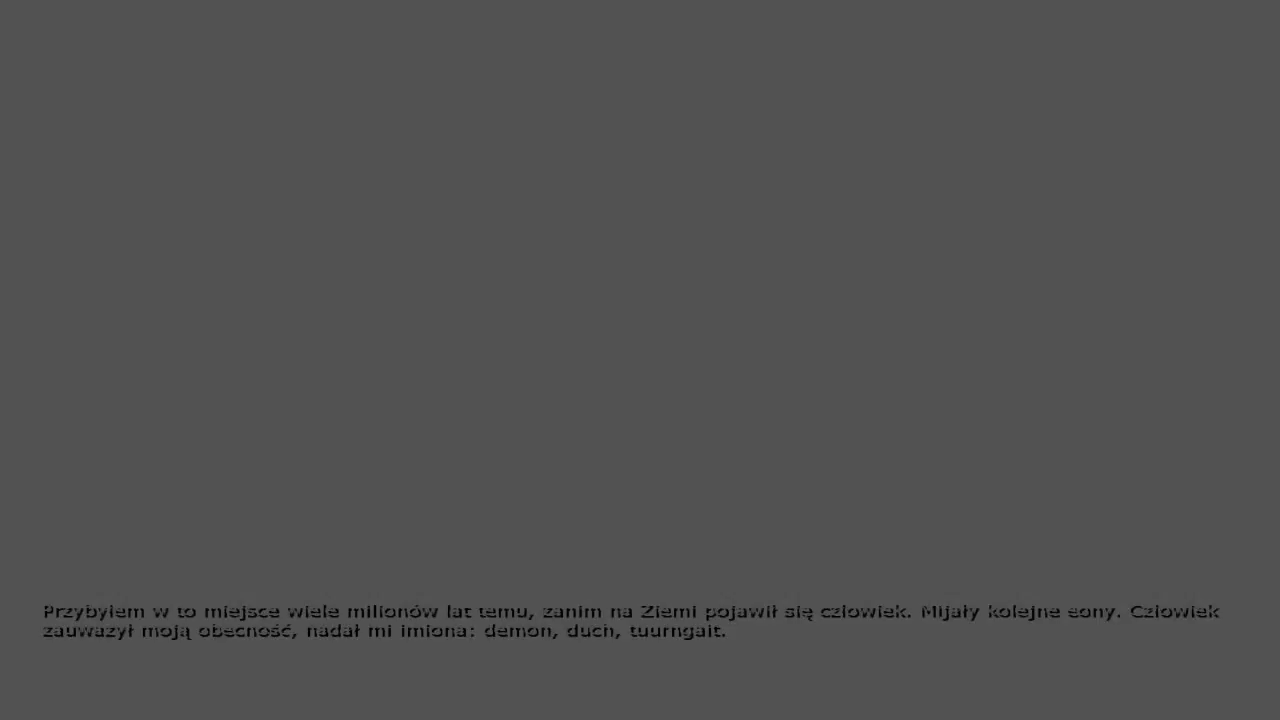 Przybyłem w to miejsce wiele milionów lat temu, zanim na Ziemi pojawił się człowiek. Mijały kolejne eony. Człowiek
zauważył moją obecność, nadał mi imiona: demon, duch, tuurngait.